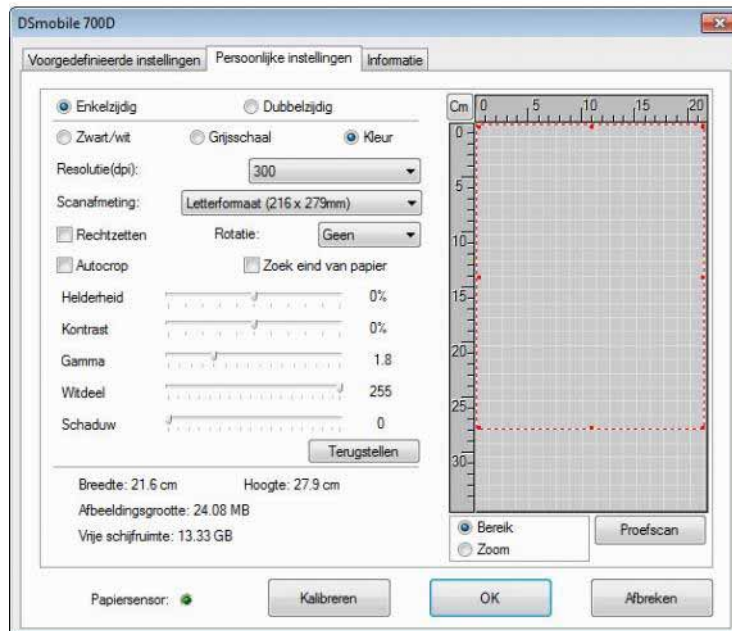 DSmobile 700D
Voorgedefinieerde instellingen Persoonlijke instellingen Informatie
Enkelzijdig Dubbelzijdig
Zwart/wit Grijsschaal Kleur
Resolutie(dpi): 300
Scanafmeting: Letterformaat (216 x 279mm)
Rechtzetten Rotatie: Geen
Autocrop Zoek eind van papier
Helderheid 0%
Kontrast 0%
Gamma 1.8
Witdeel 255
Schaduw 0
Terugstellen
Breedte: 21.6 cm Hoogte: 27.9 cm
Afbeeldingsgrootte: 24.08 MB
Vrije schijfruimte: 13.33 GB
Cm 0 5 10 15 20
0
5
10
15
20
25
30
Bereik
Zoom
Proefscan
Papiersensor: Kalibreren OK Afbreken